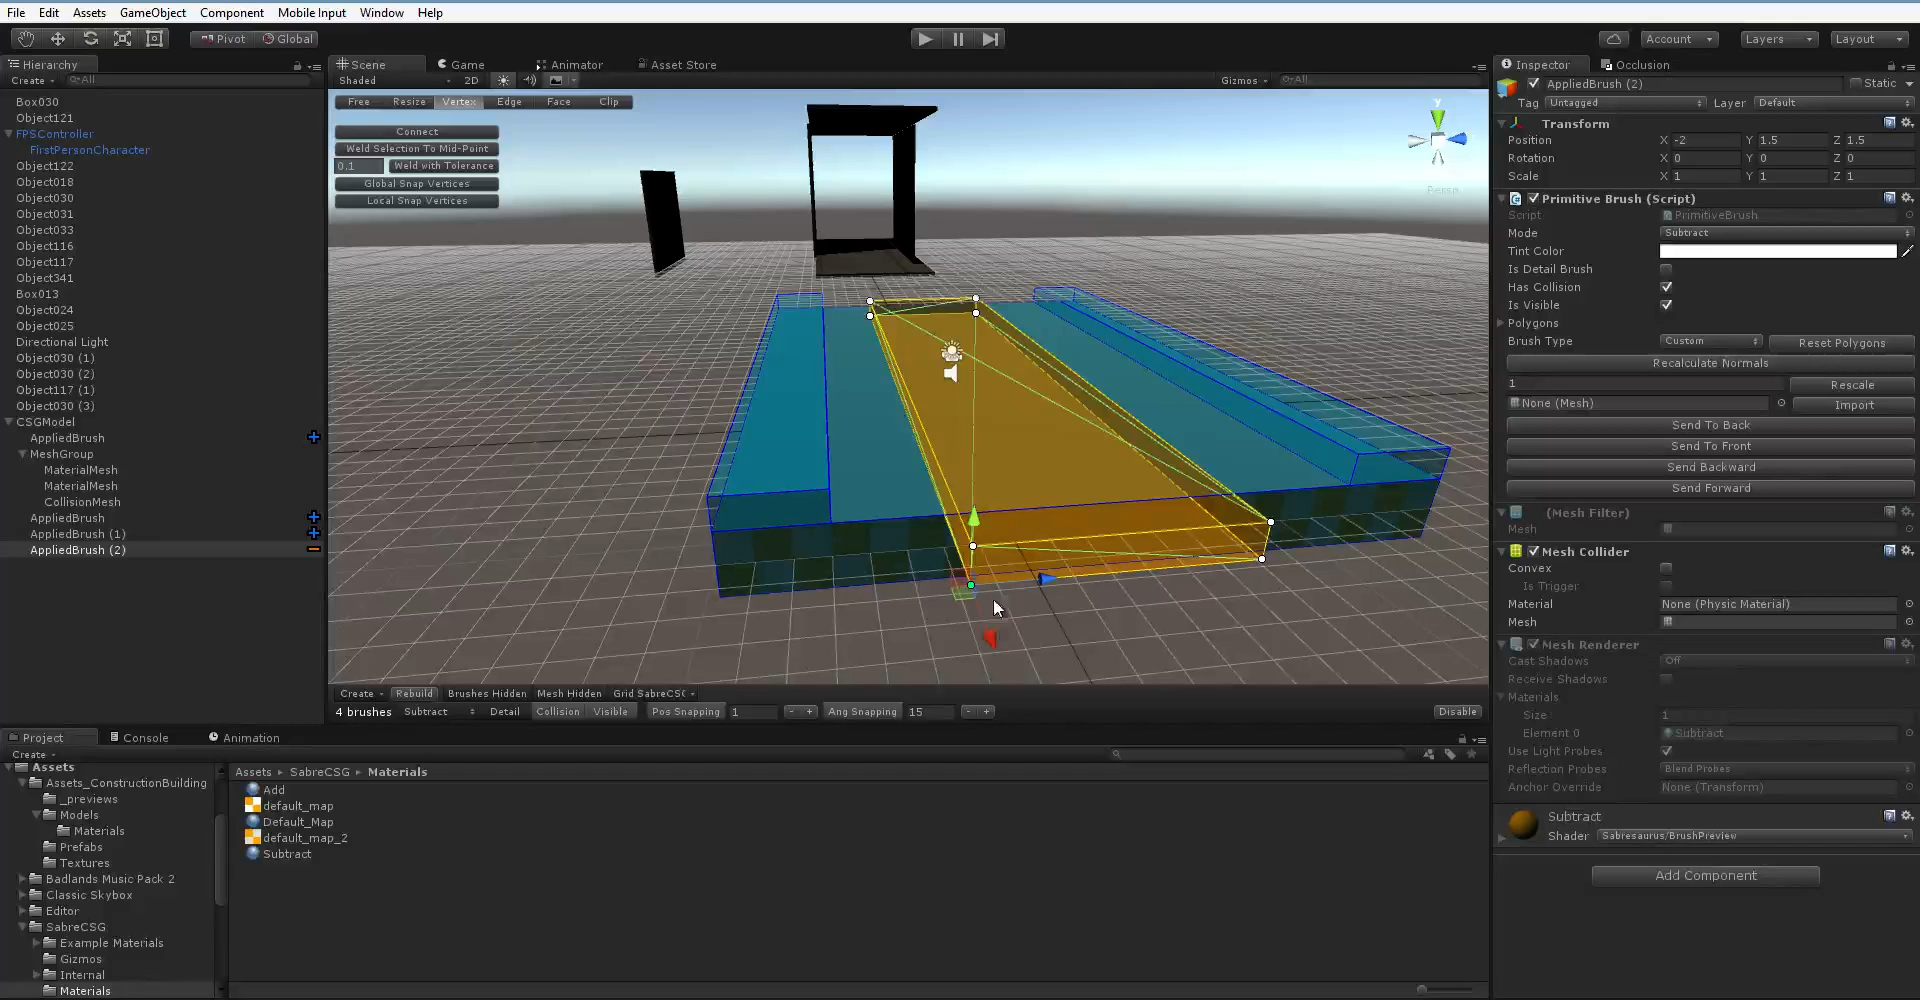 File Edit Assets GameObject Component Mobile Input Window Help
Pivot Global Account Layers Layout
Hierarchy
Create All
Box030
Object121
FPSController
FirstPersonCharacter
Object122
Object018
Object030
Object031
Object033
Object116
Object117
Object341
Box013
Object024
Object025
Directional Light
Object030 (1)
Object030 (2)
Object117 (1)
Object030 (3)
CSGModel
AppliedBrush
MeshGroup
MaterialMesh
MaterialMesh
CollisionMesh
AppliedBrush
AppliedBrush (1)
AppliedBrush (2)
Scene Game Animator Asset Store
Shaded 2D Gizmos All
Free Resize Vertex Edge Face Clip
Connect
Weld Selection To Mid-Point
0.1 Weld with Tolerance
Global Snap Vertices
Local Snap Vertices
y
Persp
Create Rebuild Brushes Hidden Mesh Hidden Grid SabreCSG
4 brushes Subtract Detail Collision Visible Pos Snapping 1 - + Ang Snapping 15 - + Disable
Inspector Occlusion
AppliedBrush (2) Static
Tag Untagged Layer Default
Transform
Position X -2 Y 1.5 Z 1.5
Rotation X 0 Y 0 Z 0
Scale X 1 Y 1 Z 1
Primitive Brush (Script)
Script PrimitiveBrush
Mode Subtract
Tint Color
Is Detail Brush
Has Collision
Is Visible
Polygons
Brush Type Custom Reset Polygons
Recalculate Normals
1 Rescale
None (Mesh) Import
Send To Back
Send To Front
Send Backward
Send Forward
(Mesh Filter)
Mesh
Mesh Collider
Convex
Is Trigger
Material None (Physic Material)
Mesh
Mesh Renderer
Cast Shadows Off
Receive Shadows
Materials
Size 1
Element 0 Subtract
Use Light Probes
Reflection Probes Blend Probes
Anchor Override None (Transform)
Subtract
Shader Sabresaurus/BrushPreview
Add Component
Project Console Animation
Create
Assets
Assets_ConstructionBuilding
_previews
Models
Materials
Prefabs
Textures
Badlands Music Pack 2
Classic Skybox
Editor
SabreCSG
Example Materials
Gizmos
Internal
Materials
Assets ▸ SabreCSG ▸ Materials
Add
default_map
Default_Map
default_map_2
Subtract